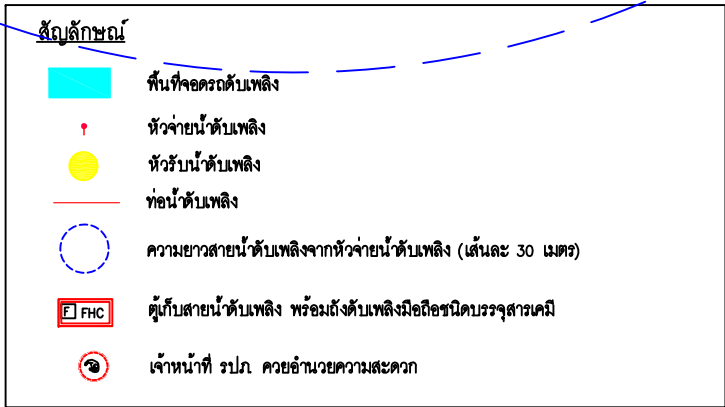 สัญลักษณ์
พื้นที่จอดรถดับเพลิง
หัวจ่ายน้ำดับเพลิง
หัวรับน้ำดับเพลิง
ท่อน้ำดับเพลิง
ความยาวสายน้ำดับเพลิงจากหัวจ่ายน้ำดับเพลิง (เส้นละ 30 เมตร)
F FHC ตู้เก็บสายน้ำดับเพลิง พร้อมถังดับเพลิงมือถือชนิดบรรจุสารเคมี
เจ้าหน้าที่ รปภ. ควยอำนวยความสะดวก